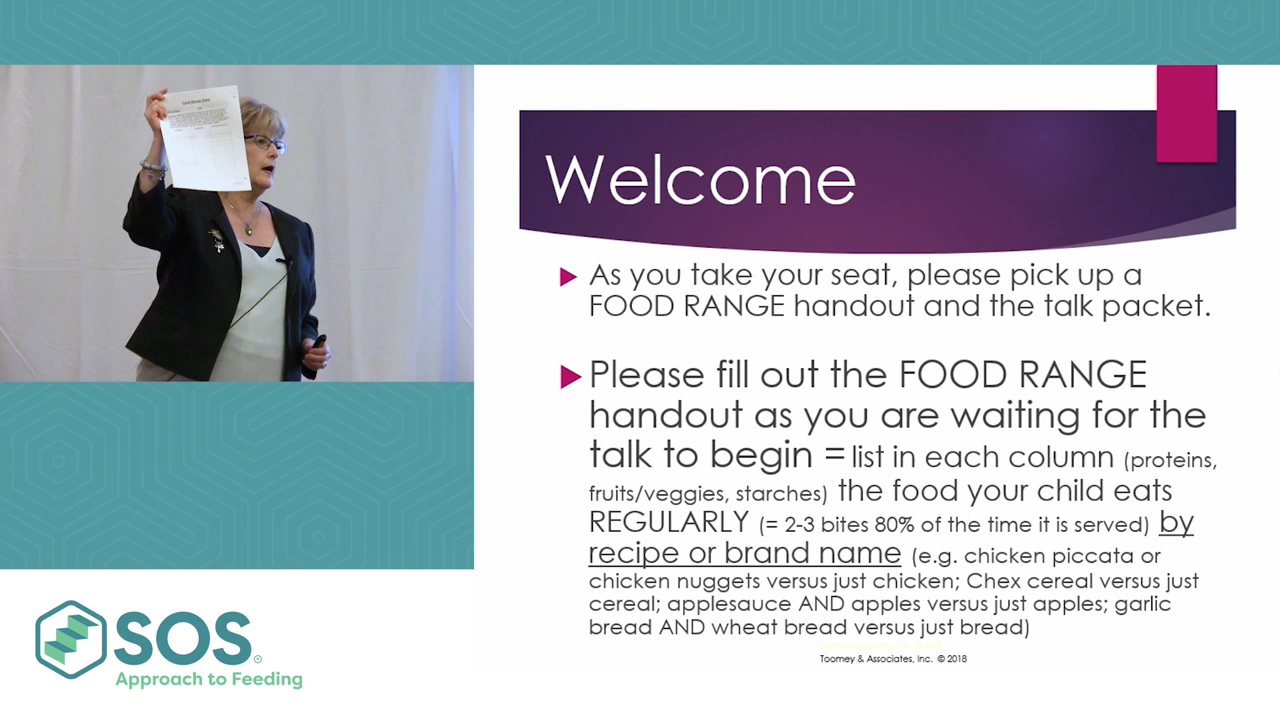 Welcome
As you take your seat, please pick up a
FOOD RANGE handout and the talk packet.
Please fill out the FOOD RANGE
handout as you are waiting for the
talk to begin = list in each column (proteins,
fruits/veggies, starches) the food your child eats
REGULARLY (= 2-3 bites 80% of the time it is served) by
recipe or brand name (e.g. chicken piccata or
chicken nuggets versus just chicken; Chex cereal versus just
cereal; applesauce AND apples versus just apples; garlic
bread AND wheat bread versus just bread)
Toomey & Associates, Inc. © 2018
SOS®
Approach to Feeding